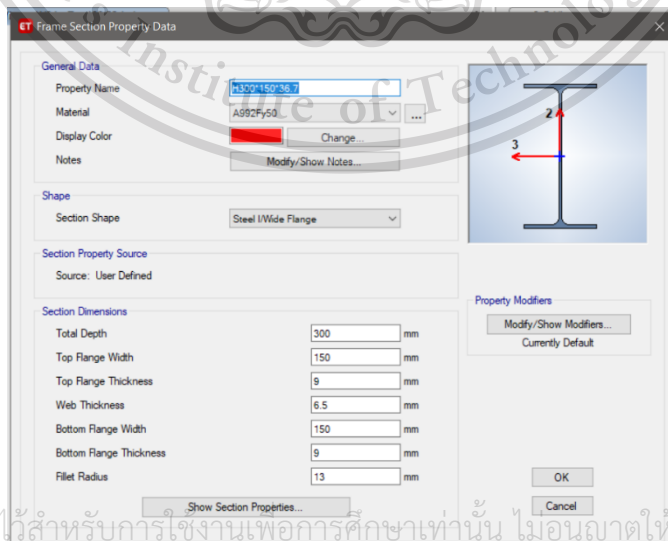 ET Frame Section Property Data
Institute of Technolo
General Data
Property Name H300*150*36.7
Material A992Fy50 ...
Display Color Change...
Notes Modify/Show Notes...
2
3
Shape
Section Shape Steel I/Wide Flange
Section Property Source
Source: User Defined
Property Modifiers
Modify/Show Modifiers...
Currently Default
Section Dimensions
Total Depth 300 mm
Top Flange Width 150 mm
Top Flange Thickness 9 mm
Web Thickness 6.5 mm
Bottom Flange Width 150 mm
Bottom Flange Thickness 9 mm
Fillet Radius 13 mm
Show Section Properties...
OK
Cancel
ไว้สำหรับการใช้งานเพื่อการศึกษาเท่านั้น ไม่อนุญาตให้